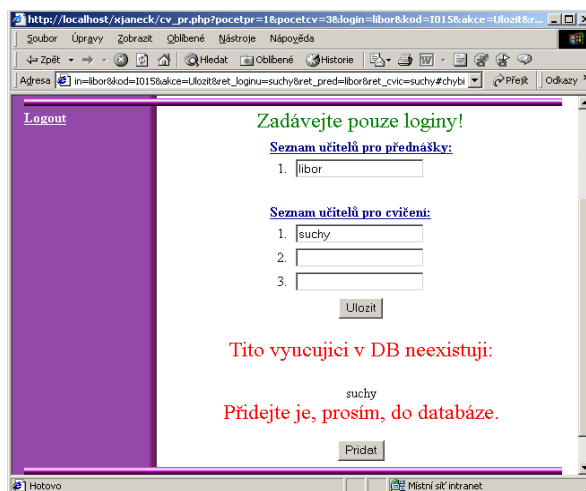 http://localhost/xjaneck/cv_pr.php?pocetpr=1&pocetcv=3&login=libor&kod=I015&akce=Ulozit&r...
Soubor Úpravy Zobrazit Oblíbené Nástroje Nápověda
Zpět Hledat Oblíbené Historie
Adresa in=libor&kod=I015&akce=Ulozit&ret_loginu=suchy&ret_pred=libor&ret_cvic=suchy#chybi Přejít Odkazy »
Logout
Zadávejte pouze loginy!
Seznam učitelů pro přednášky:
1. libor
Seznam učitelů pro cvičení:
1. suchy
2.
3.
Ulozit
Tito vyucujici v DB neexistuji:
suchy
Přidejte je, prosím, do databáze.
Pridat
Hotovo Místní síť intranet